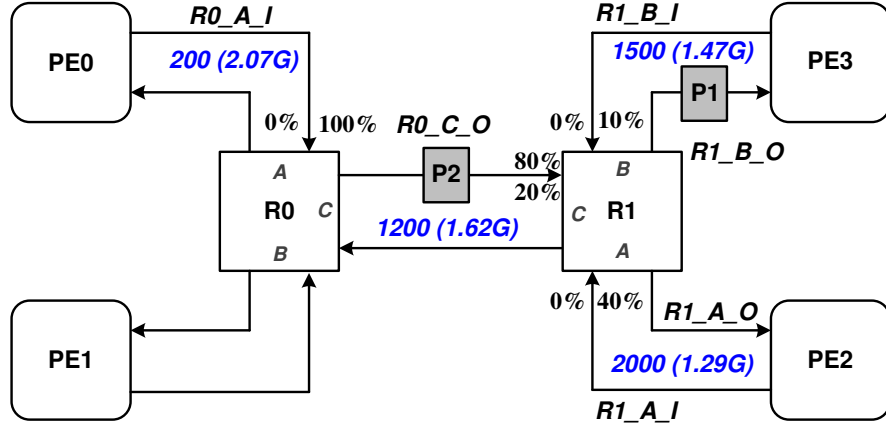 R0_A_I
R1_B_I
PE0
200 (2.07G)
1500 (1.47G)
PE3
P1
0%
100%
R0_C_O
0%
10%
R1_B_O
A
P2
80%
B
R0
C
20%
C
R1
B
1200 (1.62G)
A
0%
40%
R1_A_O
PE1
2000 (1.29G)
PE2
R1_A_I